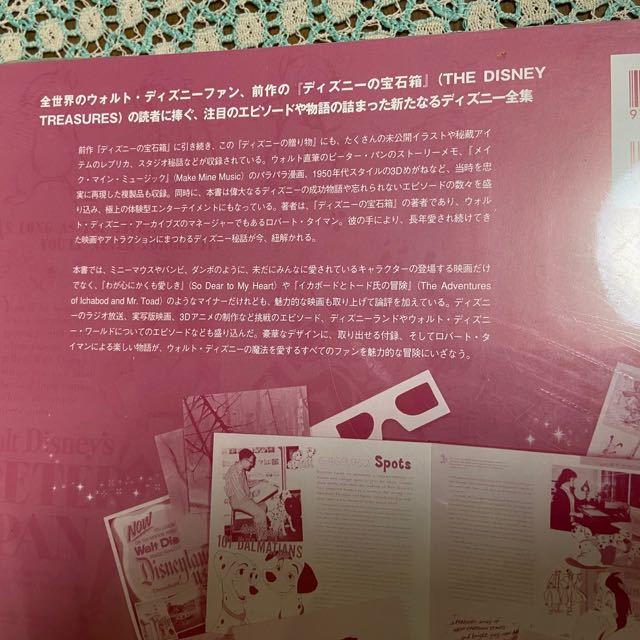 全世界のウォルト・ディズニーファン、前作の『ディズニーの宝石箱』(THE DISNEY
TREASURES) の読者に捧ぐ、注目のエピソードや物語の詰まった新たなるディズニー全集
前作『ディズニーの宝石箱』に引き続き、この『ディズニーの贈り物』にも、たくさんの未公開イラストや秘蔵アイ
テムのレプリカ、スタジオ秘話などが収録されている。ウォルト直筆のピーター・パンのストーリーメモ、『メイ
ク・マイン・ミュージック』(Make Mine Music) のパラパラ漫画、1950年代スタイルの3Dめがねなど、当時を忠
実に再現した複製品も収録。同時に、本書は偉大なるディズニーの成功物語や忘れられないエピソードの数々を盛
り込み、極上の体験型エンターテイメントにもなっている。著者は、『ディズニーの宝石箱』の著者であり、ウォル
ト・ディズニー・アーカイブズのマネージャーでもあるロバート・タイマン。彼の手により、長年愛され続けてき
た映画やアトラクションにまつわるディズニー秘話が今、紐解かれる。
本書では、ミニーマウスやバンビ、ダンボのように、未だにみんなに愛されているキャラクターの登場する映画だけ
でなく、『わが心にかくも愛しき』(So Dear to My Heart) や『イカボードとトード氏の冒険』(The Adventures
of Ichabod and Mr. Toad) のようなマイナーだけれども、魅力的な映画も取り上げて論評を加えている。ディズニ
ーのラジオ放送、実写版映画、3Dアニメの制作など挑戦のエピソード、ディズニーランドやウォルト・ディズニ
ー・ワールドについてのエピソードなども盛り込んだ。豪華なデザインに、取り出せる付録、そしてロバート・タ
イマンによる楽しい物語が、ウォルト・ディズニーの魔法を愛するすべてのファンを魅力的な冒険にいざなう。
Walt Disney's
PETER
PAN
Spots
Now
Walt Dis
Disneyland
101 DALMATIANS
9